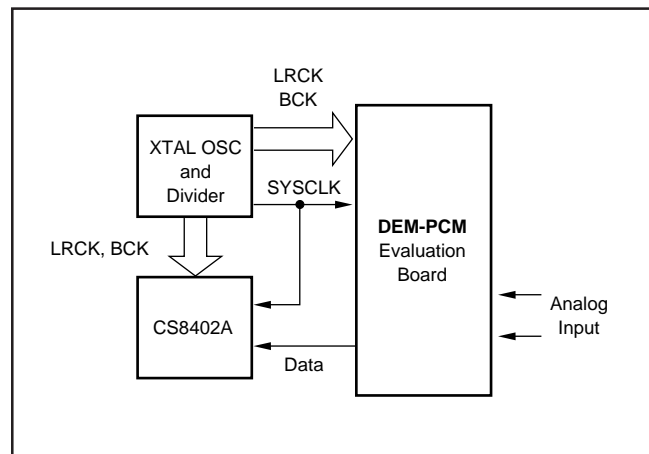 LRCK
BCK
XTAL OSC
and
Divider
SYSCLK
DEM-PCM
Evaluation
Board
LRCK, BCK
CS8402A
Data
Analog
Input